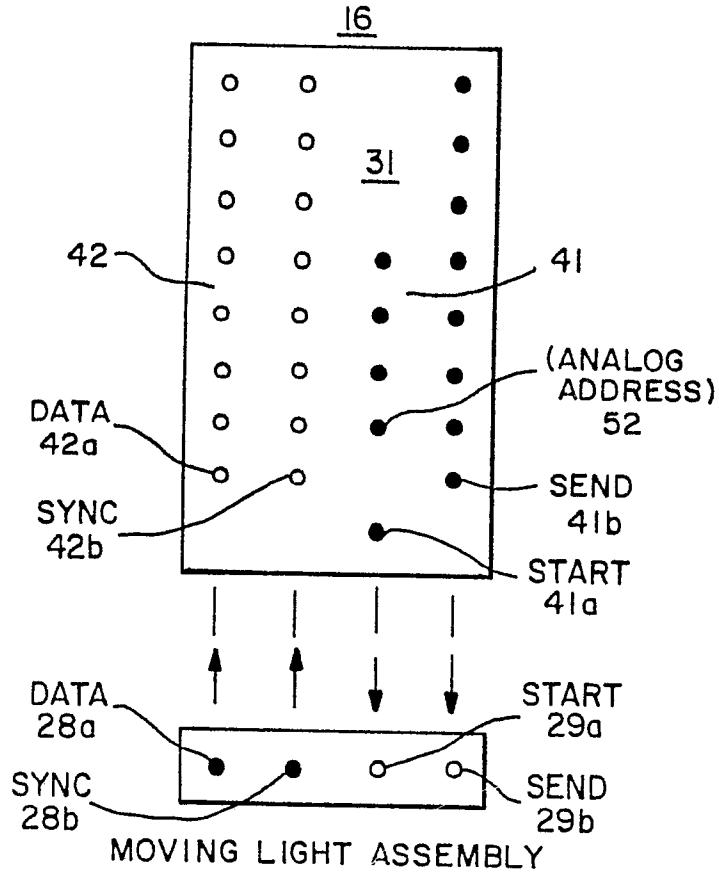 16
31
42
41
(ANALOG
ADDRESS)
52
DATA
42a
SYNC
42b
SEND
41b
START
41a
DATA
28a
START
29a
SYNC
28b
SEND
29b
MOVING LIGHT ASSEMBLY